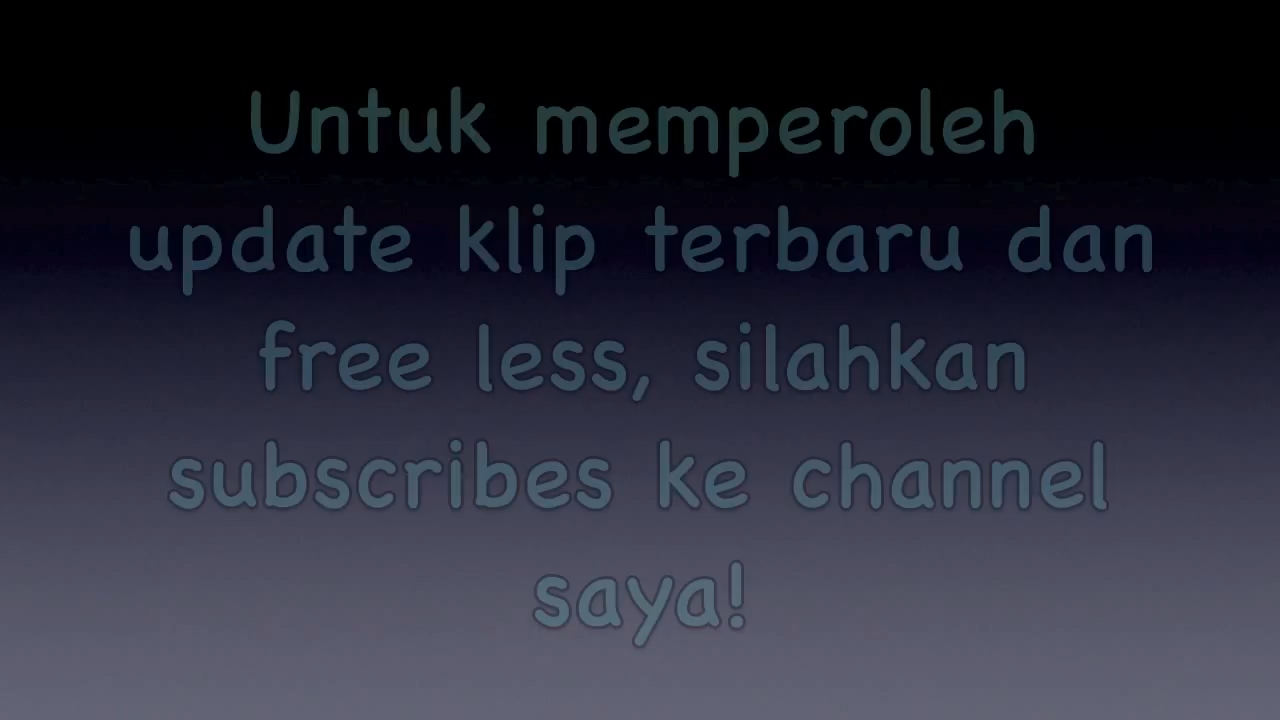 Untuk memperoleh
update klip terbaru dan
free less, silahkan
subscribes ke channel
saya!